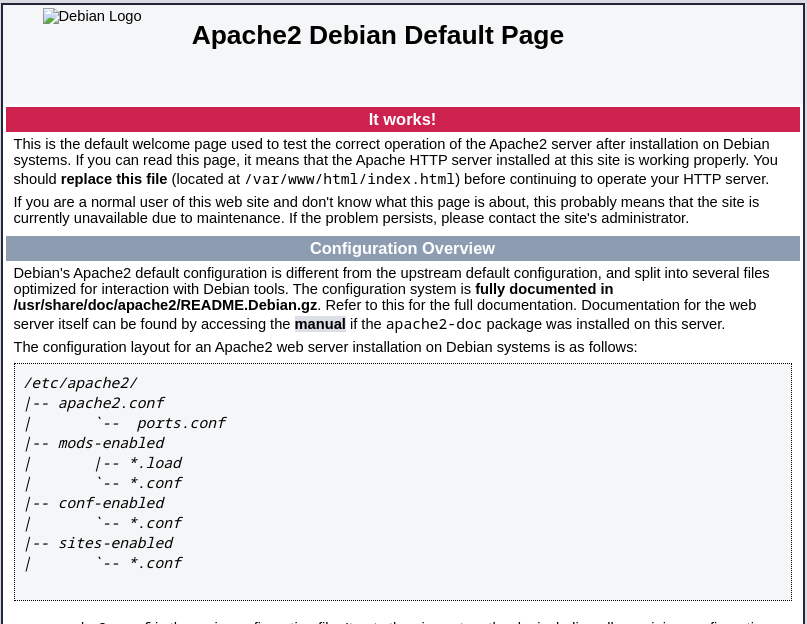 Debian Logo
Apache2 Debian Default Page
It works!
This is the default welcome page used to test the correct operation of the Apache2 server after installation on Debian
systems. If you can read this page, it means that the Apache HTTP server installed at this site is working properly. You
should replace this file (located at /var/www/html/index.html) before continuing to operate your HTTP server.
If you are a normal user of this web site and don't know what this page is about, this probably means that the site is
currently unavailable due to maintenance. If the problem persists, please contact the site's administrator.
Configuration Overview
Debian's Apache2 default configuration is different from the upstream default configuration, and split into several files
optimized for interaction with Debian tools. The configuration system is fully documented in
/usr/share/doc/apache2/README.Debian.gz. Refer to this for the full documentation. Documentation for the web
server itself can be found by accessing the manual if the apache2-doc package was installed on this server.
The configuration layout for an Apache2 web server installation on Debian systems is as follows:
/etc/apache2/
|-- apache2.conf
|       `--  ports.conf
|-- mods-enabled
|       |-- *.load
|       `-- *.conf
|-- conf-enabled
|       `-- *.conf
|-- sites-enabled
|       `-- *.conf